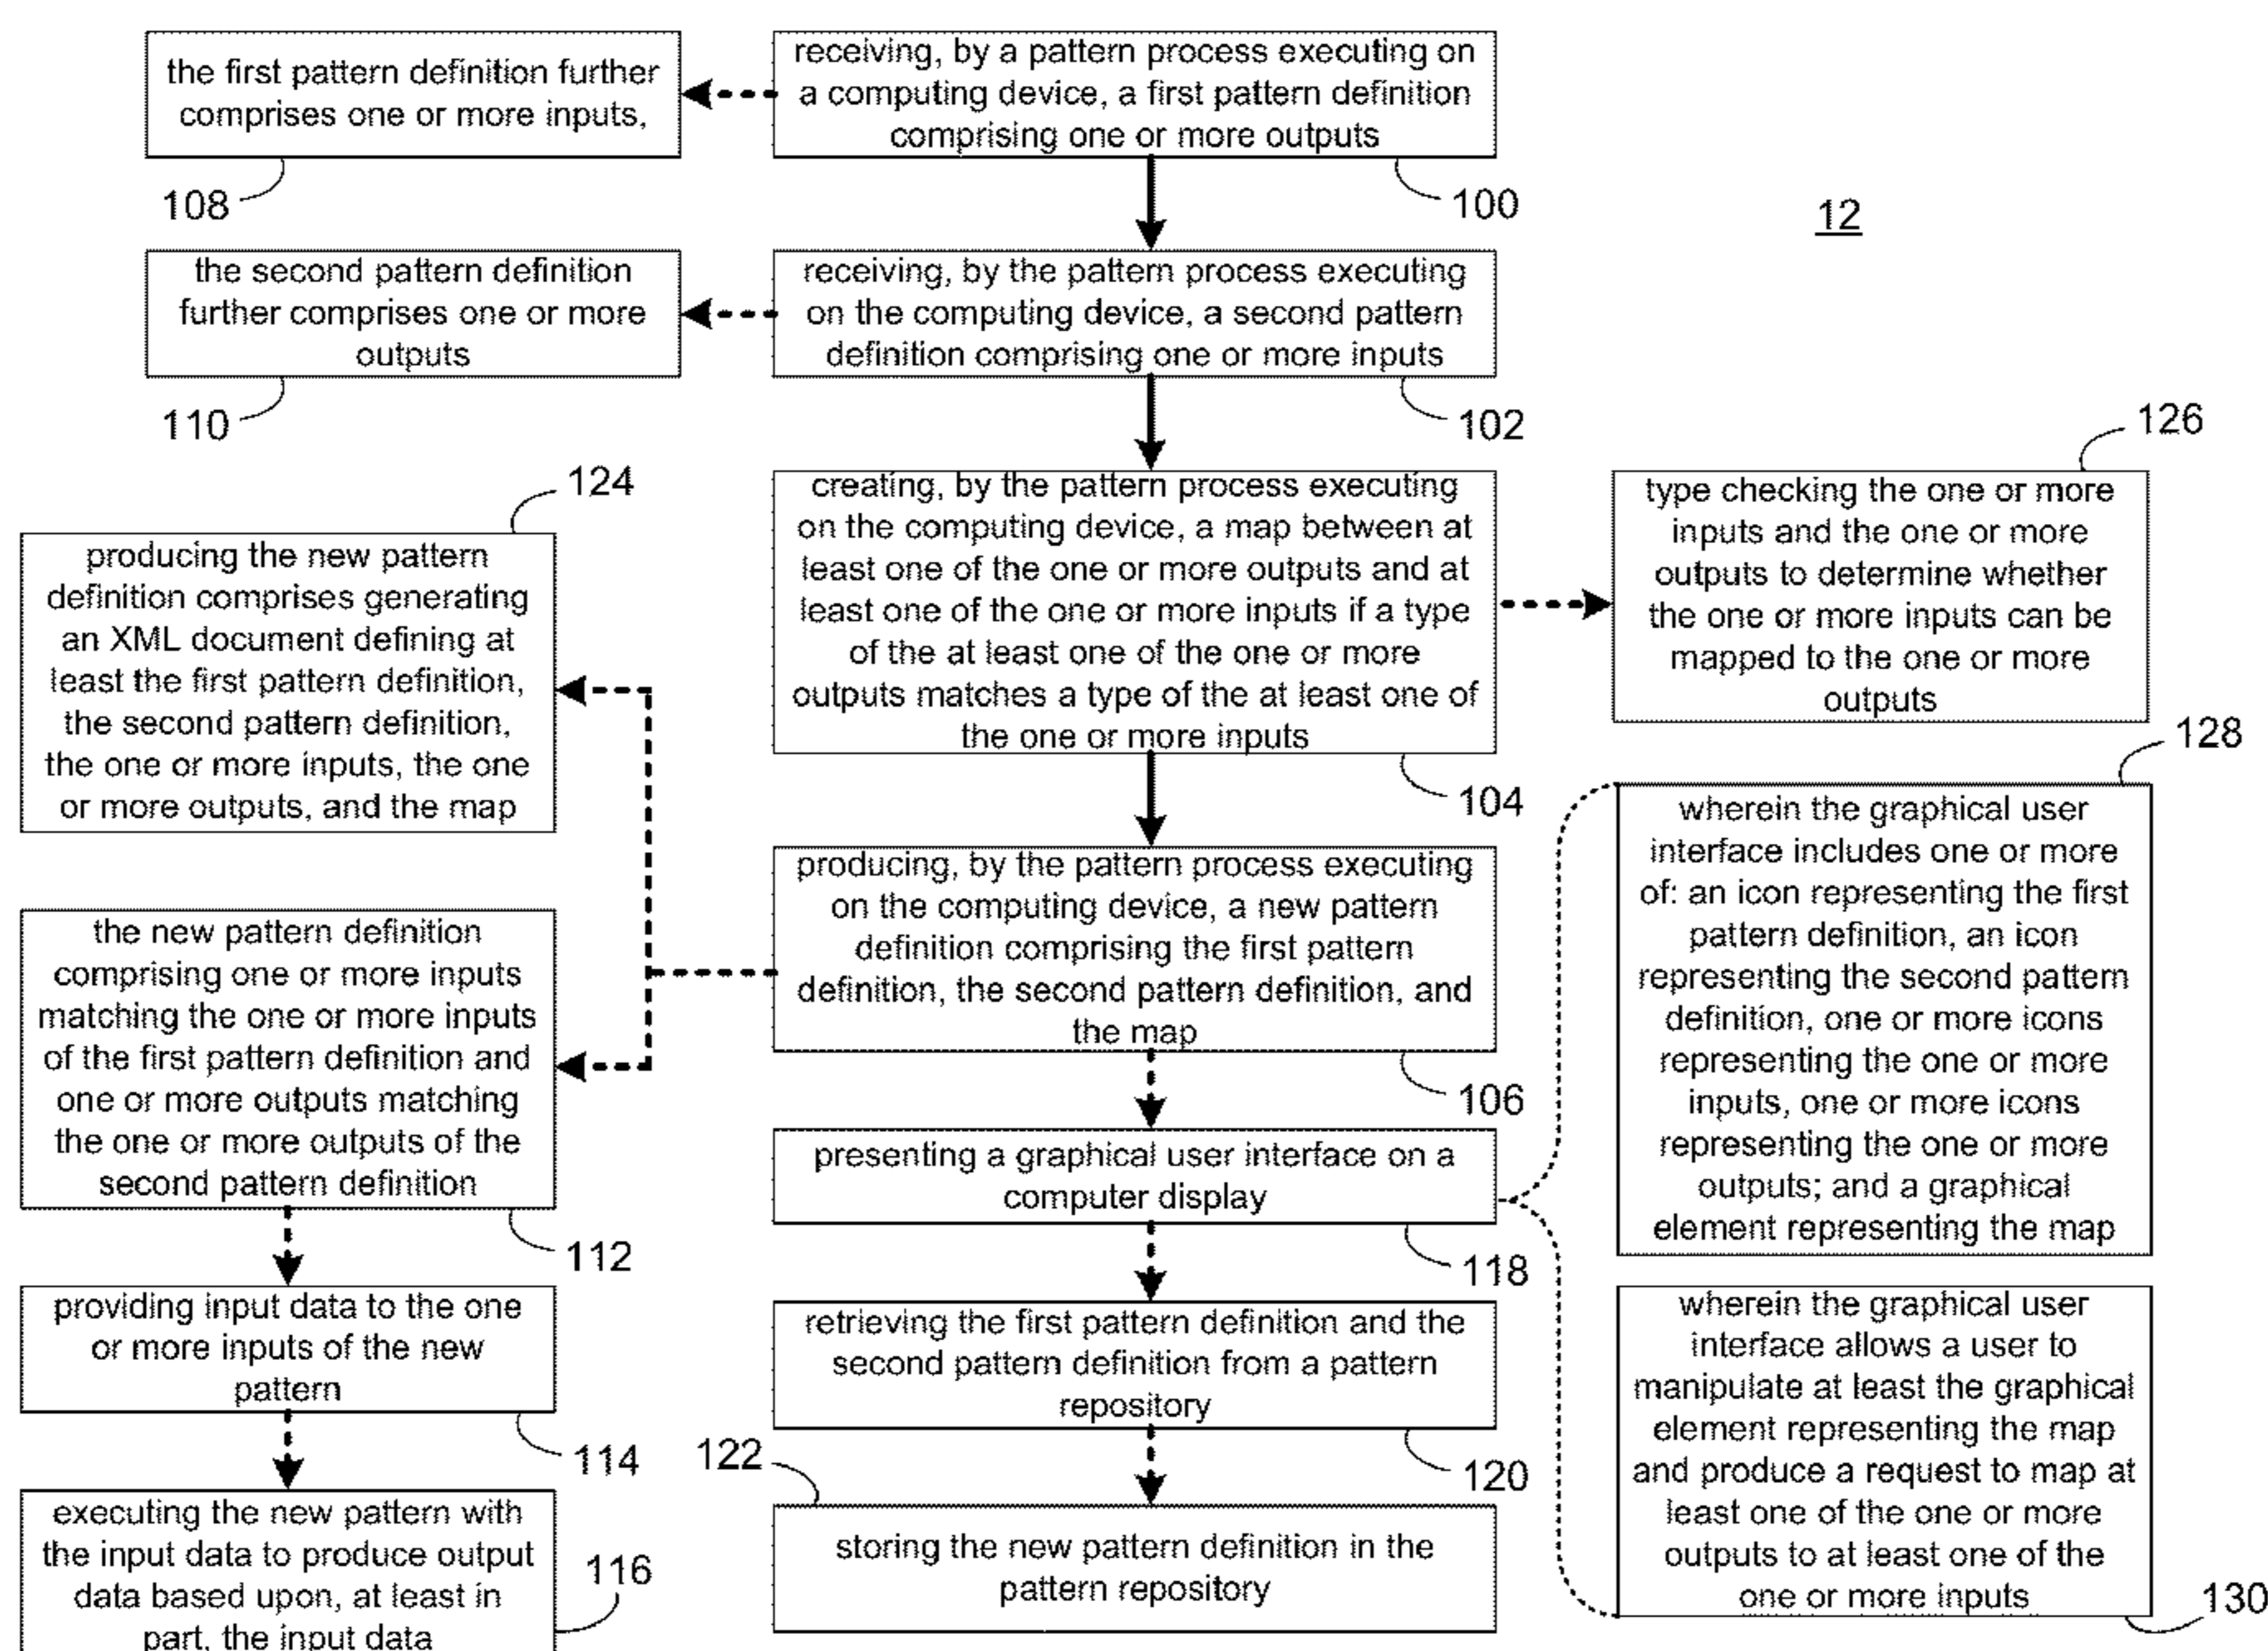 the first pattern definition further
comprises one or more inputs,
108
receiving, by a pattern process executing on
a computing device, a first pattern definition
comprising one or more outputs
100
12
the second pattern definition
further comprises one or more
outputs
110
receiving, by the pattern process executing
on the computing device, a second pattern
definition comprising one or more inputs
102
124
producing the new pattern
definition comprises generating
an XML document defining at
least the first pattern definition,
the second pattern definition,
the one or more inputs, the one
or more outputs, and the map
creating, by the pattern process executing
on the computing device, a map between at
least one of the one or more outputs and at
least one of the one or more inputs if a type
of the at least one of the one or more
outputs matches a type of the at least one of
the one or more inputs
104
126
type checking the one or more
inputs and the one or more
outputs to determine whether
the one or more inputs can be
mapped to the one or more
outputs
the new pattern definition
comprising one or more inputs
matching the one or more inputs
of the first pattern definition and
one or more outputs matching
the one or more outputs of the
second pattern definition
112
producing, by the pattern process executing
on the computing device, a new pattern
definition comprising the first pattern
definition, the second pattern definition, and
the map
106
128
wherein the graphical user
interface includes one or more
of: an icon representing the first
pattern definition, an icon
representing the second pattern
definition, one or more icons
representing the one or more
inputs, one or more icons
representing the one or more
outputs; and a graphical
element representing the map
presenting a graphical user interface on a
computer display
118
providing input data to the one
or more inputs of the new
pattern
114
retrieving the first pattern definition and the
second pattern definition from a pattern
repository
120
wherein the graphical user
interface allows a user to
manipulate at least the graphical
element representing the map
and produce a request to map at
least one of the one or more
outputs to at least one of the
one or more inputs
130
executing the new pattern with
the input data to produce output
data based upon, at least in
part, the input data
116
122
storing the new pattern definition in the
pattern repository